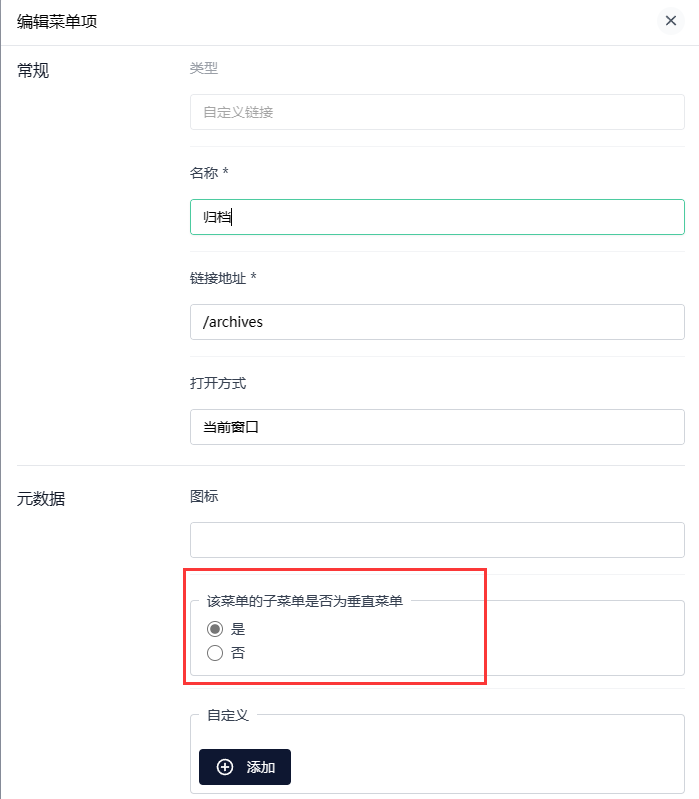 编辑菜单项
常规
类型
自定义链接
名称 *
归档
链接地址 *
/archives
打开方式
当前窗口
元数据
图标
该菜单的子菜单是否为垂直菜单
是
否
自定义
添加